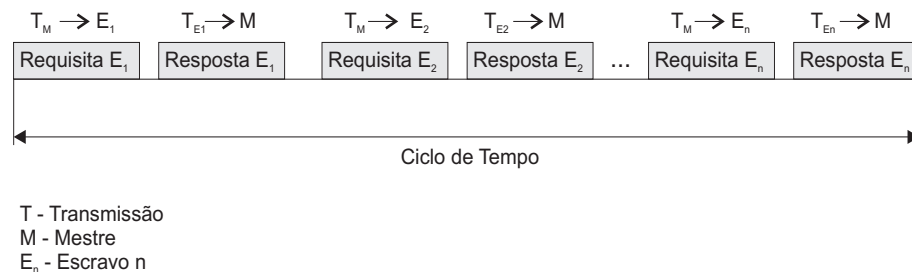 T_M → E_1 T_E1 → M T_M → E_2 T_E2 → M T_M → E_n T_En → M
Requisita E_1 Resposta E_1 Requisita E_2 Resposta E_2 ... Requisita E_n Resposta E_n
Ciclo de Tempo
T - Transmissão
M - Mestre
E_n - Escravo n